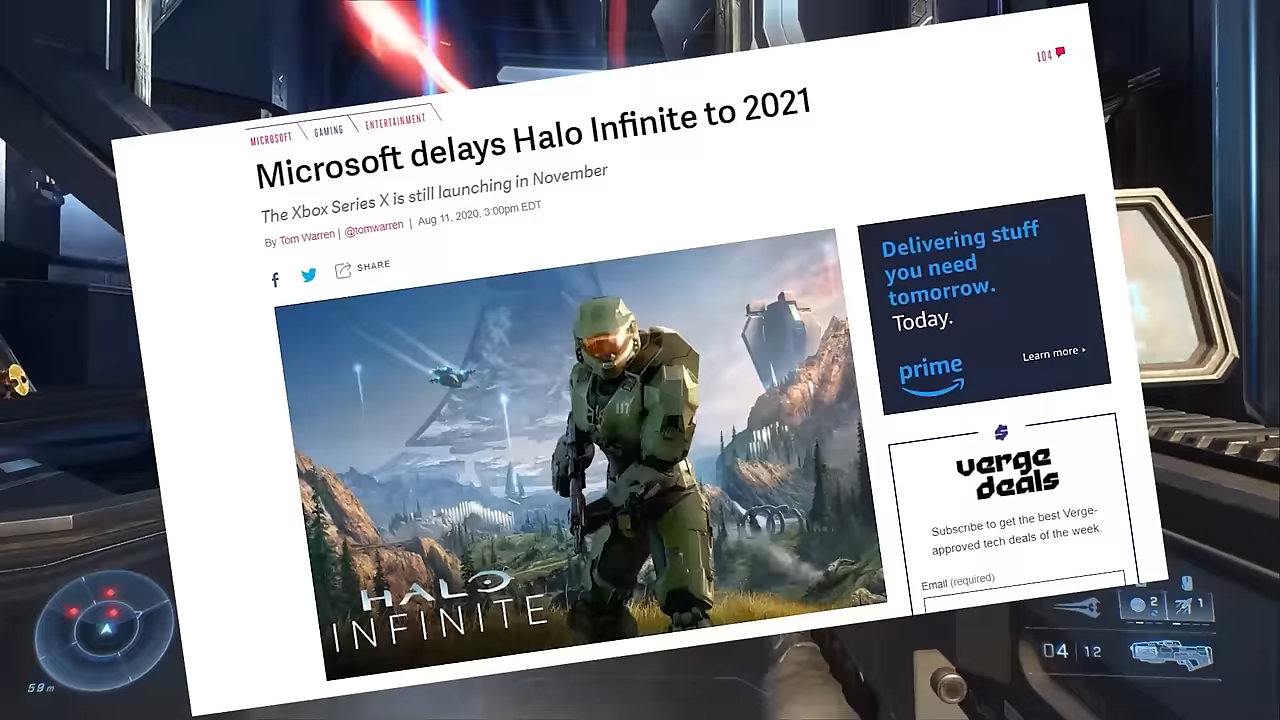 104
MICROSOFT GAMING ENTERTAINMENT
Microsoft delays Halo Infinite to 2021
The Xbox Series X is still launching in November
By Tom Warren | @tomwarren | Aug 11, 2020, 3:00pm EDT
SHARE
117
HALO
INFINITE
Delivering stuff
you need
tomorrow.
Today.
prime
Learn more
verge
deals
Subscribe to get the best Verge-
approved tech deals of the week.
Email (required)
59 m
2
1
04 | 12